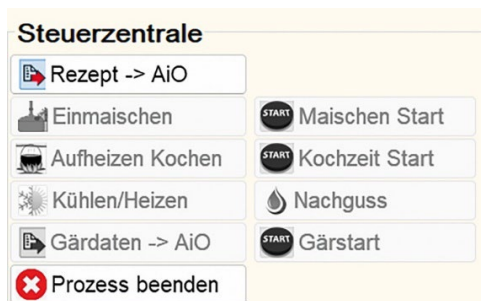 Steuerzentrale
Rezept -> AiO
Einmaischen START Maischen Start
Aufheizen Kochen START Kochzeit Start
Kühlen/Heizen Nachguss
Gärdaten -> AiO START Gärstart
Prozess beenden